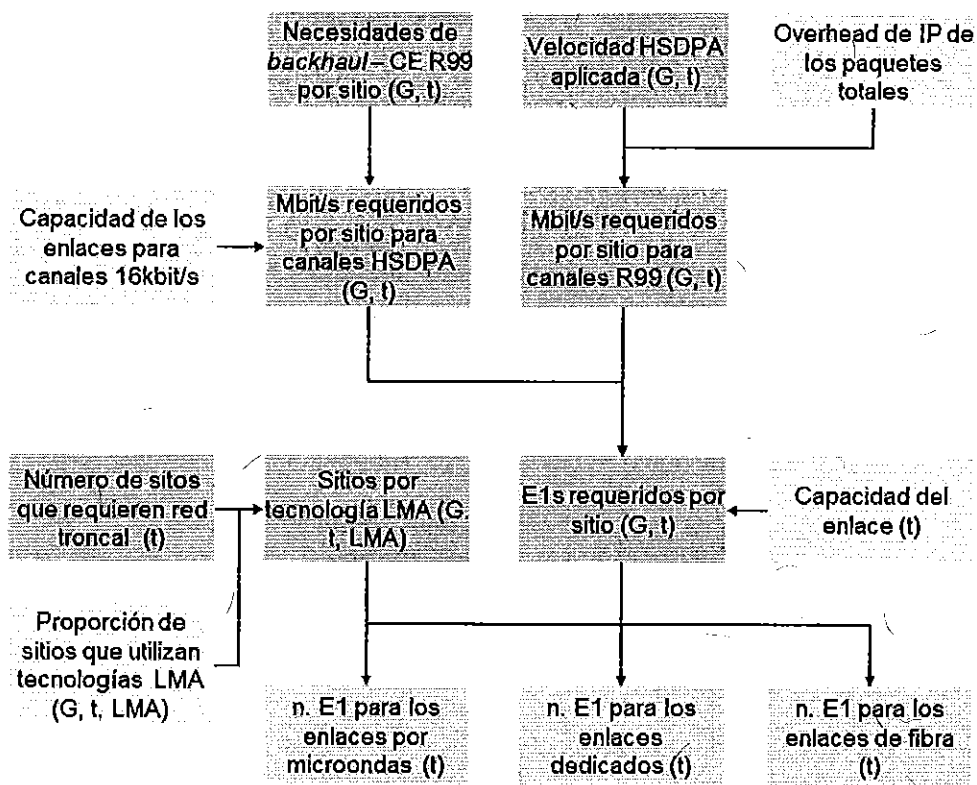 Necesidades de
backhaul – CE R99
por sitio (G, t)
Velocidad HSDPA
aplicada (G, t)
Overhead de IP de
los paquetes
totales
Capacidad de los
enlaces para
canales 16kbit/s
Mbit/s requeridos
por sitio para
canales HSDPA
(G, t)
Mbit/s requeridos
por sitio para
canales R99 (G, t)
Número de sitos
que requieren red
troncal (t)
Sitios por
tecnología LMA (G,
t, LMA)
E1s requeridos por
sitio (G, t)
Capacidad del
enlace (t)
Proporción de
sitios que utilizan
tecnologías LMA
(G, t, LMA)
n. E1 para los
enlaces por
microondas (t)
n. E1 para los
enlaces
dedicados (t)
n. E1 para los
enlaces de fibra
(t)